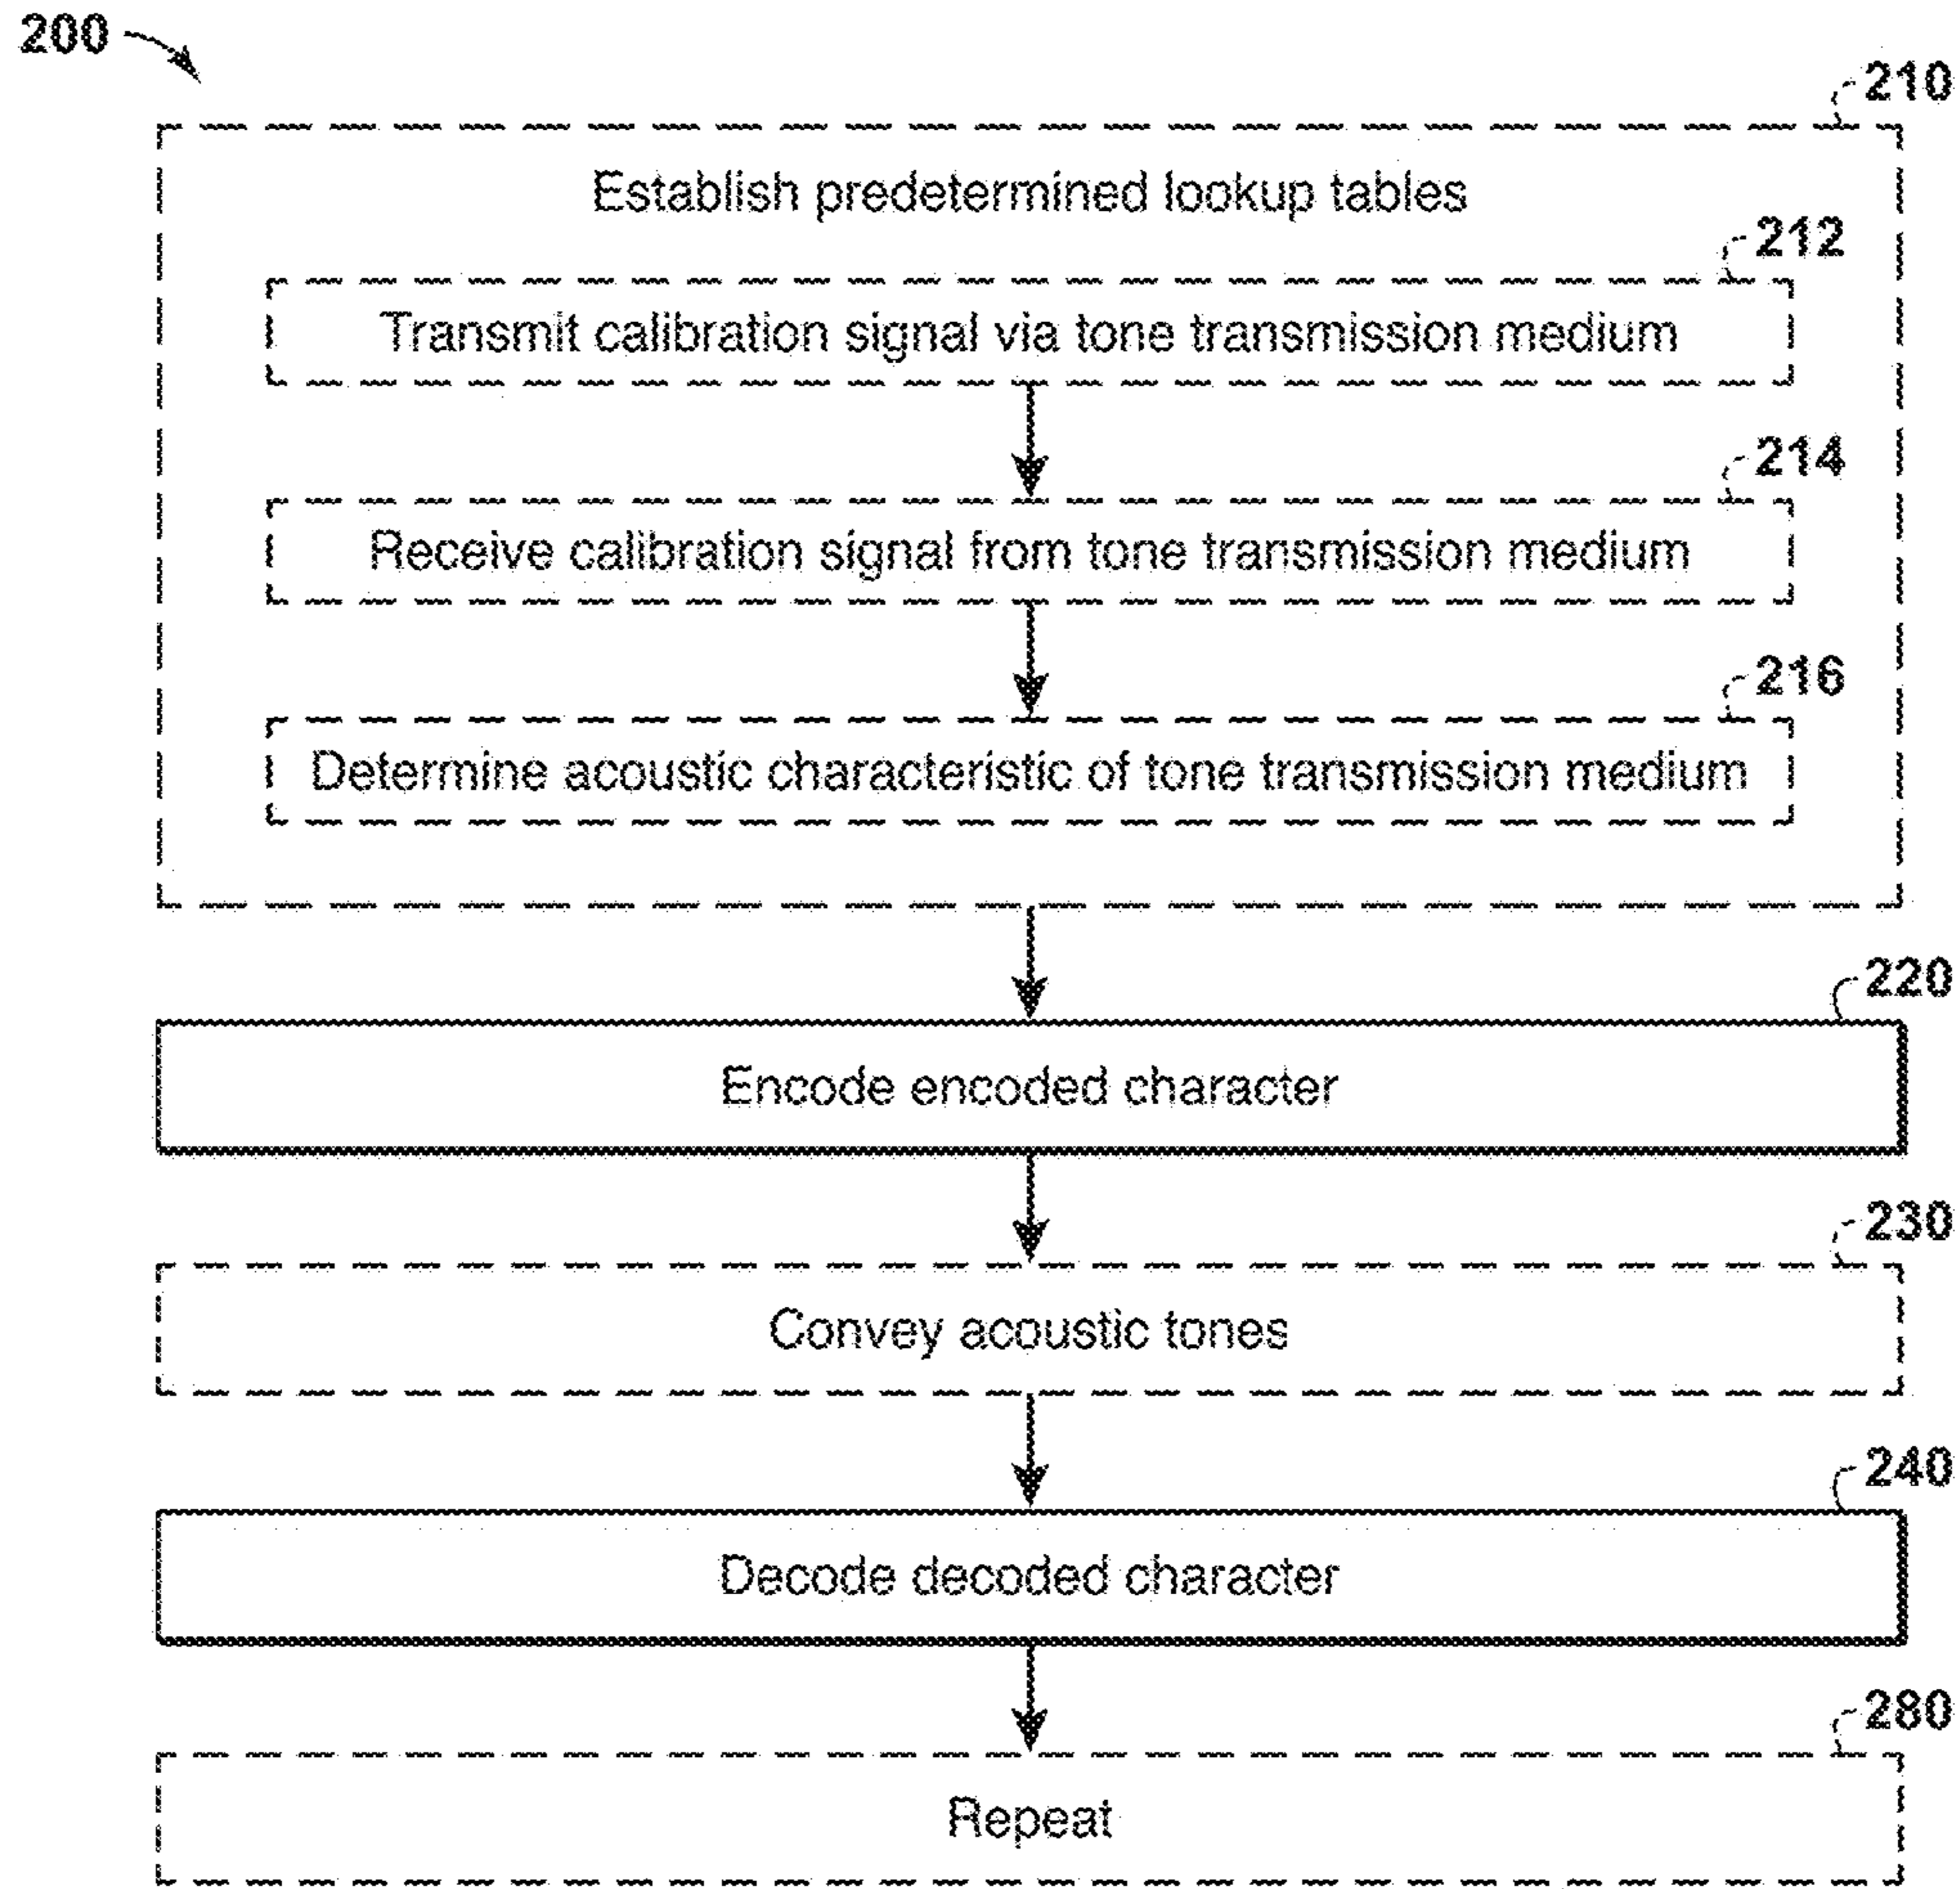 200
210
Establish predetermined lookup tables
212
Transmit calibration signal via tone transmission medium
214
Receive calibration signal from tone transmission medium
216
Determine acoustic characteristic of tone transmission medium
220
Encode encoded character
230
Convey acoustic tones
240
Decode decoded character
280
Repeat